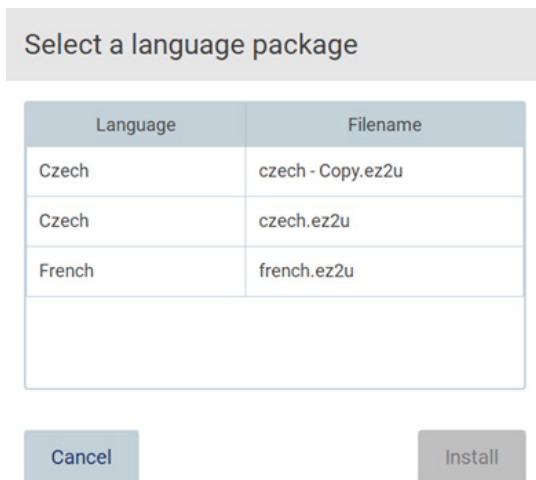 Select a language package
Language Filename
Czech czech - Copy.ez2u
Czech czech.ez2u
French french.ez2u
Cancel Install